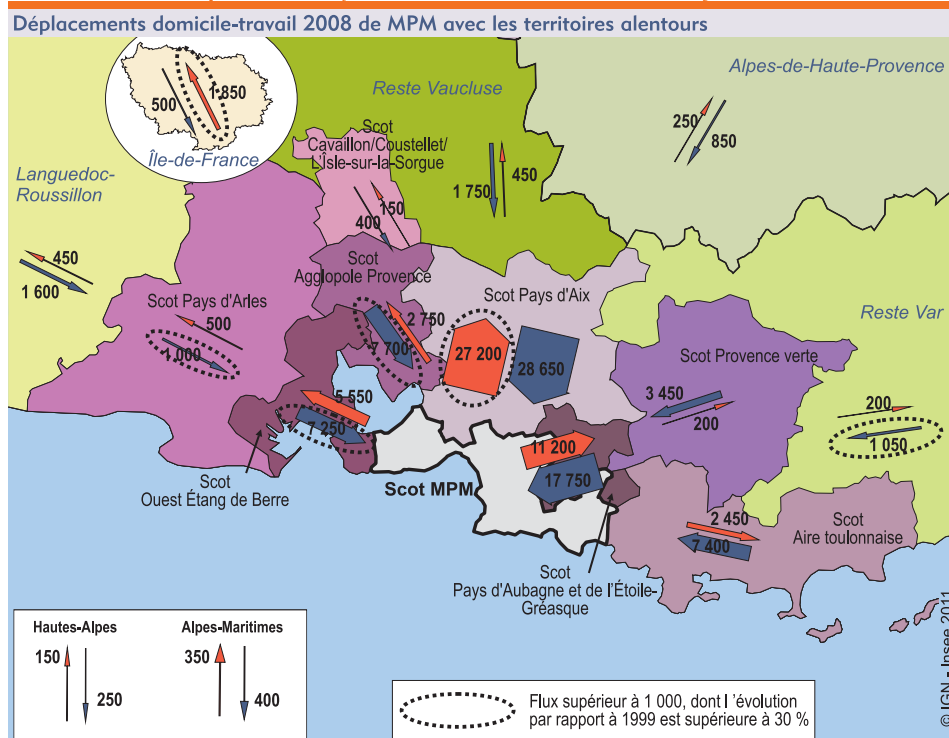 Déplacements domicile-travail 2008 de MPM avec les territoires alentours
500
1 850
Île-de-France
Reste Vaucluse
Alpes-de-Haute-Provence
250
850
Scot
Cavaillon/Coustellet/
L'Îsle-sur-la-Sorgue
Languedoc-
Roussillon
1 750
450
150
400
450
1 600
Scot
Agglopole Provence
Scot Pays d'Aix
Scot Pays d'Arles
500
1 000
2 750
7 700
27 200
28 650
Reste Var
Scot Provence verte
3 450
200
200
1 050
5 550
7 250
11 200
17 750
Scot
Ouest Étang de Berre
Scot MPM
2 450
7 400
Scot
Aire toulonnaise
Scot
Pays d'Aubagne et de l'Étoile-
Gréasque
Hautes-Alpes
150
250
Alpes-Maritimes
350
400
Flux supérieur à 1 000, dont l 'évolution
par rapport à 1999 est supérieure à 30 %
© IGN - Insee 2011